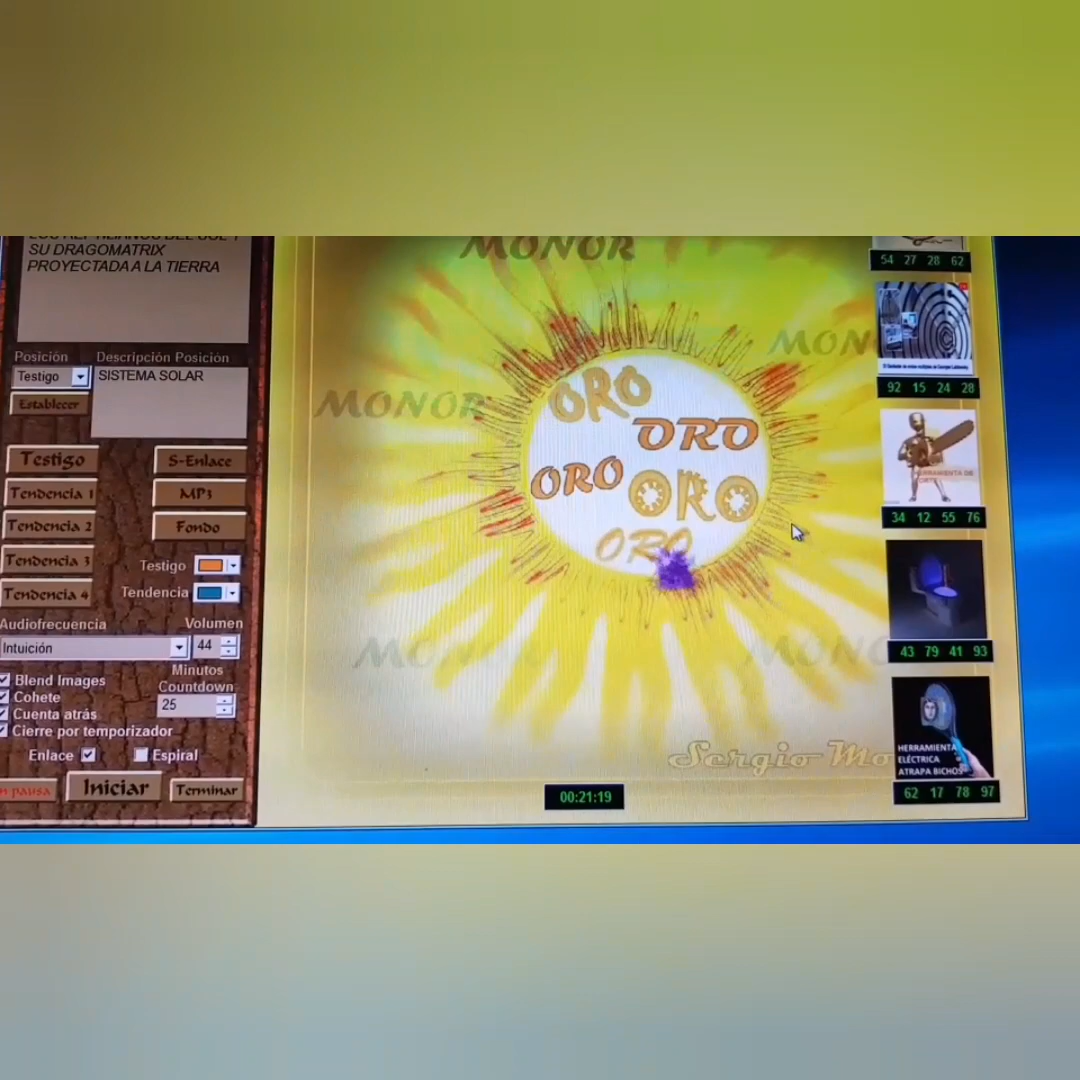 SU DRAGOMATRIX
PROYECTADA A LA TIERRA
Posición
Descripción Posición
Testigo
SISTEMA SOLAR
Establecer
Testigo
S-Enlace
Tendencia 1
MP3
Tendencia 2
Fondo
Tendencia 3
Testigo
Tendencia 4
Tendencia
Audiofrecuencia
Volumen
Intuición
44
Minutos
Countdown
Blend Images
25
Cohete
Cuenta atrás
Cierre por temporizador
Enlace
Espiral
pausa
Iniciar
Terminar
MONOR
MONOR
ORO
ORO
ORO
ORO
ORO
Sergio
00:21:19
54 27 28 62
92 15 24 28
34 12 55 76
43 79 41 93
HERRAMIENTA
ELÉCTRICA
ATRAPA BICHOS
62 17 78 97